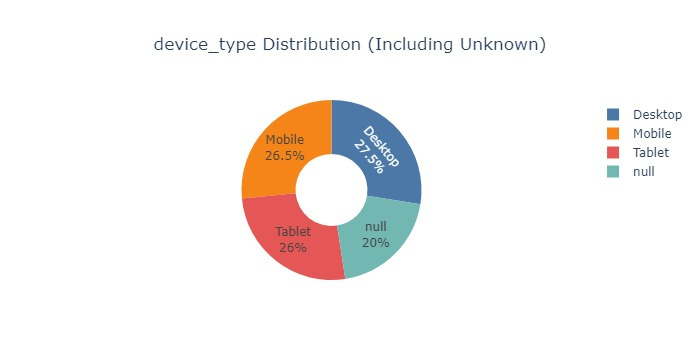 device_type Distribution (Including Unknown)
Desktop
27.5%
Mobile
26.5%
Tablet
26%
null
20%
Desktop
Mobile
Tablet
null